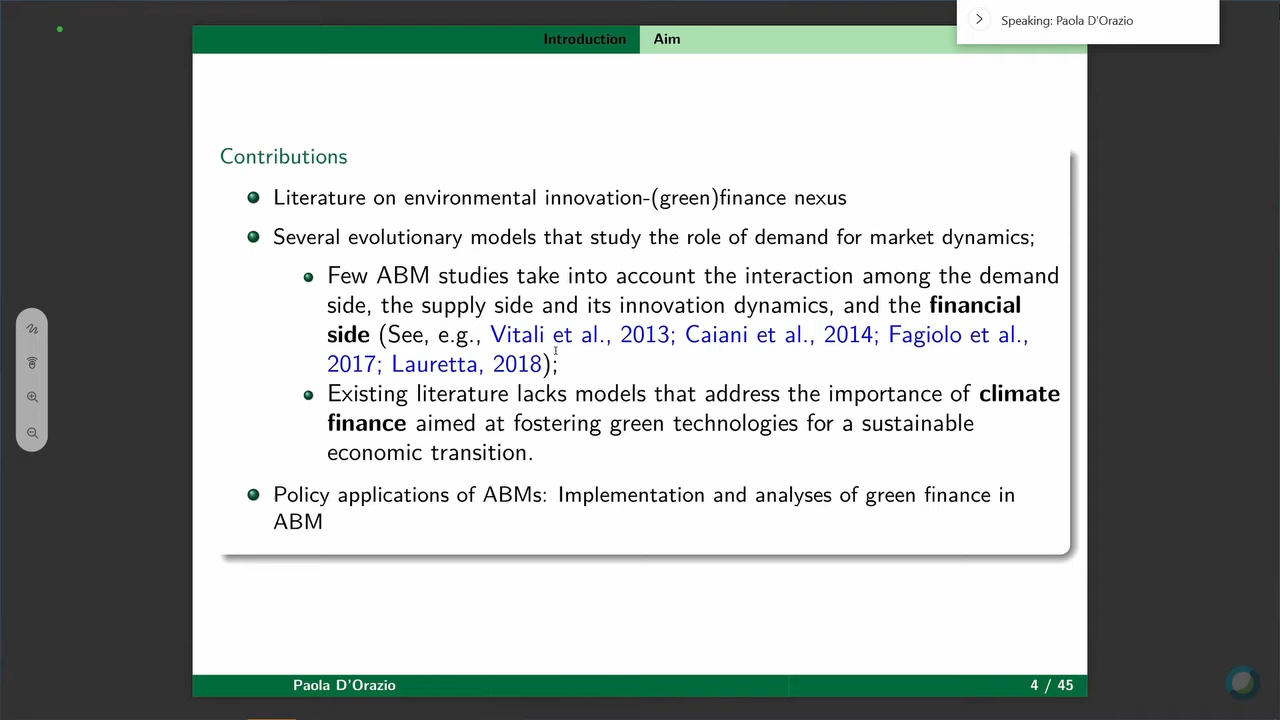 Speaking: Paola D'Orazio
Introduction
Aim
Contributions
Literature on environmental innovation-(green)finance nexus
Several evolutionary models that study the role of demand for market dynamics;
Few ABM studies take into account the interaction among the demand
side, the supply side and its innovation dynamics, and the financial
side (See, e.g., Vitali et al., 2013; Caiani et al., 2014; Fagiolo et al.,
2017; Lauretta, 2018);
Existing literature lacks models that address the importance of climate
finance aimed at fostering green technologies for a sustainable
economic transition.
Policy applications of ABMs: Implementation and analyses of green finance in
ABM
Paola D'Orazio
4 / 45